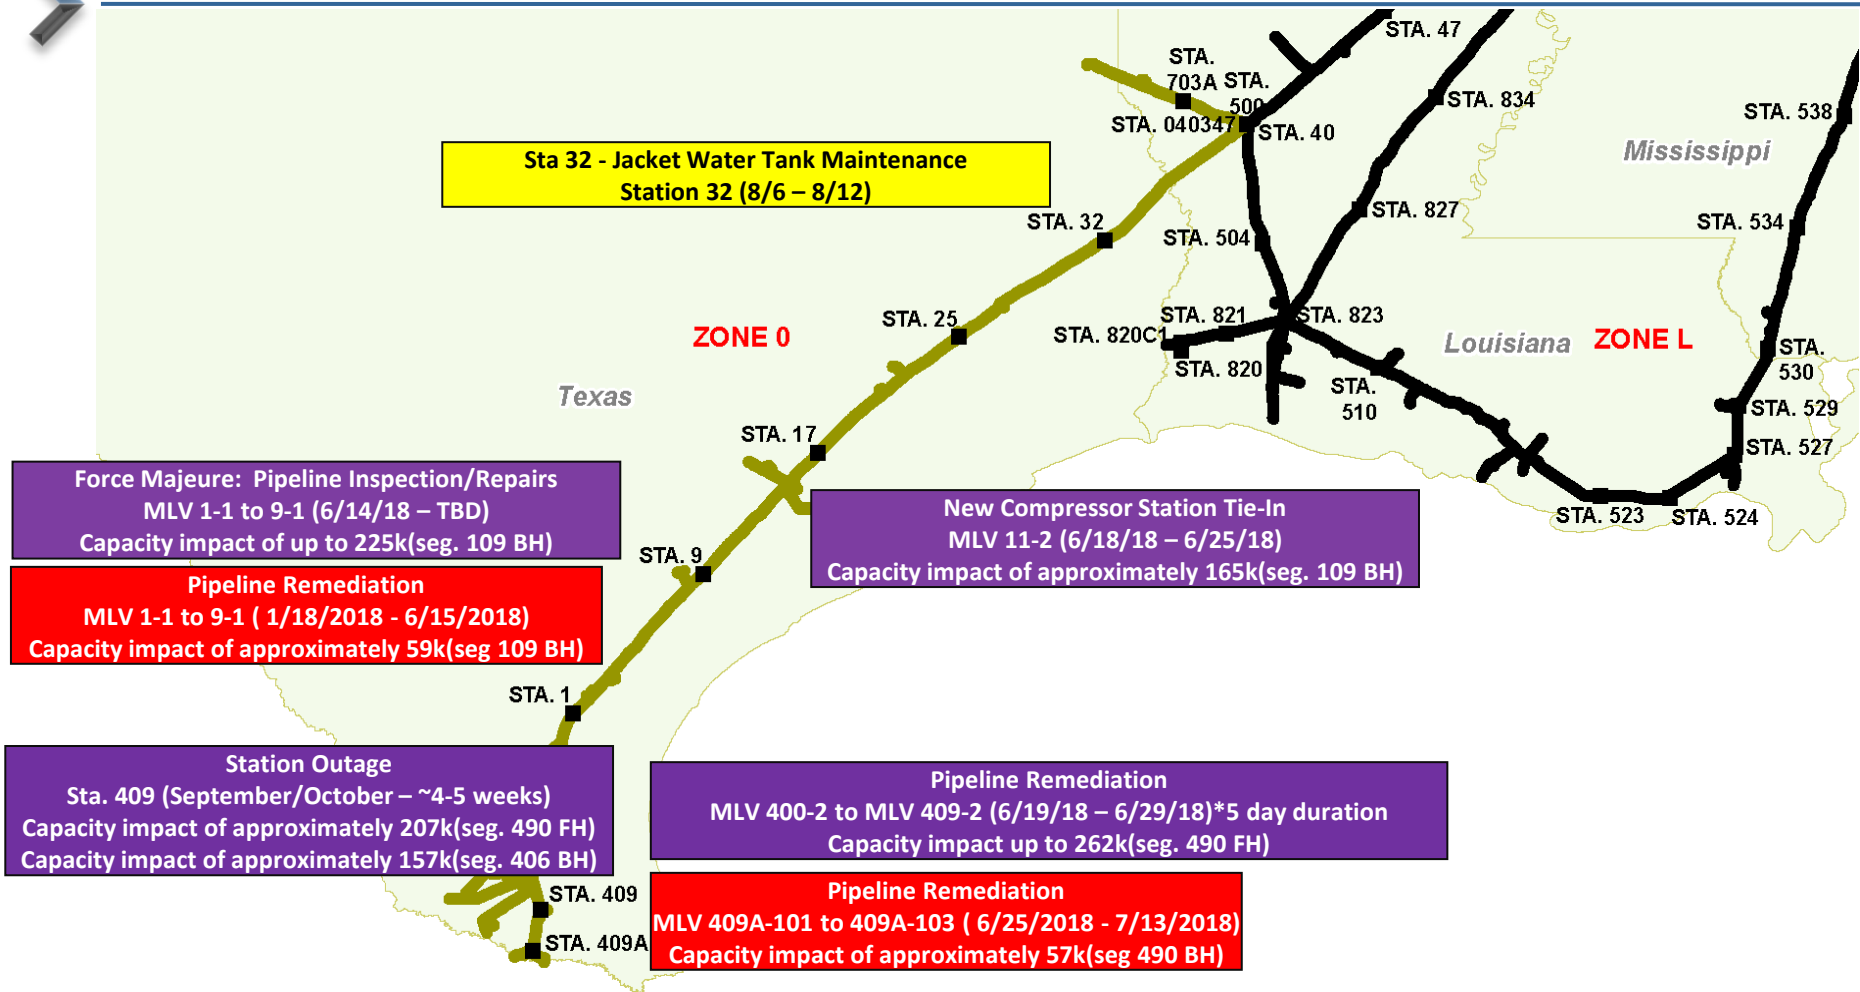 STA. 47
STA.
703A
STA.
500
STA. 834
STA. 040347
STA. 40
STA. 538
Mississippi
Sta 32 - Jacket Water Tank Maintenance
Station 32 (8/6 – 8/12)
STA. 827
STA. 32
STA. 504
STA. 534
STA. 25
STA. 821
STA. 823
ZONE 0
STA. 820C1
Louisiana
ZONE L
STA.
530
STA. 820
Texas
STA.
510
STA. 529
STA. 17
STA. 527
Force Majeure: Pipeline Inspection/Repairs
MLV 1-1 to 9-1 (6/14/18 – TBD)
Capacity impact of up to 225k(seg. 109 BH)
New Compressor Station Tie-In
MLV 11-2 (6/18/18 – 6/25/18)
Capacity impact of approximately 165k(seg. 109 BH)
STA. 523
STA. 524
STA. 9
Pipeline Remediation
MLV 1-1 to 9-1 ( 1/18/2018 - 6/15/2018)
Capacity impact of approximately 59k(seg 109 BH)
STA. 1
Station Outage
Sta. 409 (September/October – ~4-5 weeks)
Capacity impact of approximately 207k(seg. 490 FH)
Capacity impact of approximately 157k(seg. 406 BH)
Pipeline Remediation
MLV 400-2 to MLV 409-2 (6/19/18 – 6/29/18)*5 day duration
Capacity impact up to 262k(seg. 490 FH)
STA. 409
STA. 409A
Pipeline Remediation
MLV 409A-101 to 409A-103 ( 6/25/2018 - 7/13/2018)
Capacity impact of approximately 57k(seg 490 BH)